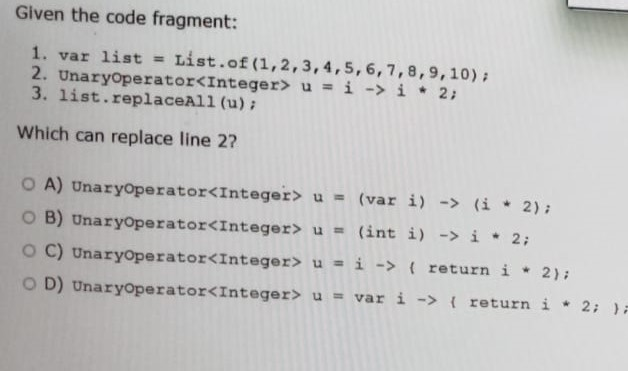 Given the code fragment:
1. var list = List.of(1,2,3,4,5,6,7,8,9,10);
2. UnaryOperator<Integer> u = i -> i * 2;
3. list.replaceAll(u);
Which can replace line 2?
A) UnaryOperator<Integer> u = (var i) -> (i * 2);
B) UnaryOperator<Integer> u = (int i) -> i * 2;
C) UnaryOperator<Integer> u = i -> { return i * 2};
D) UnaryOperator<Integer> u = var i -> { return i * 2; };